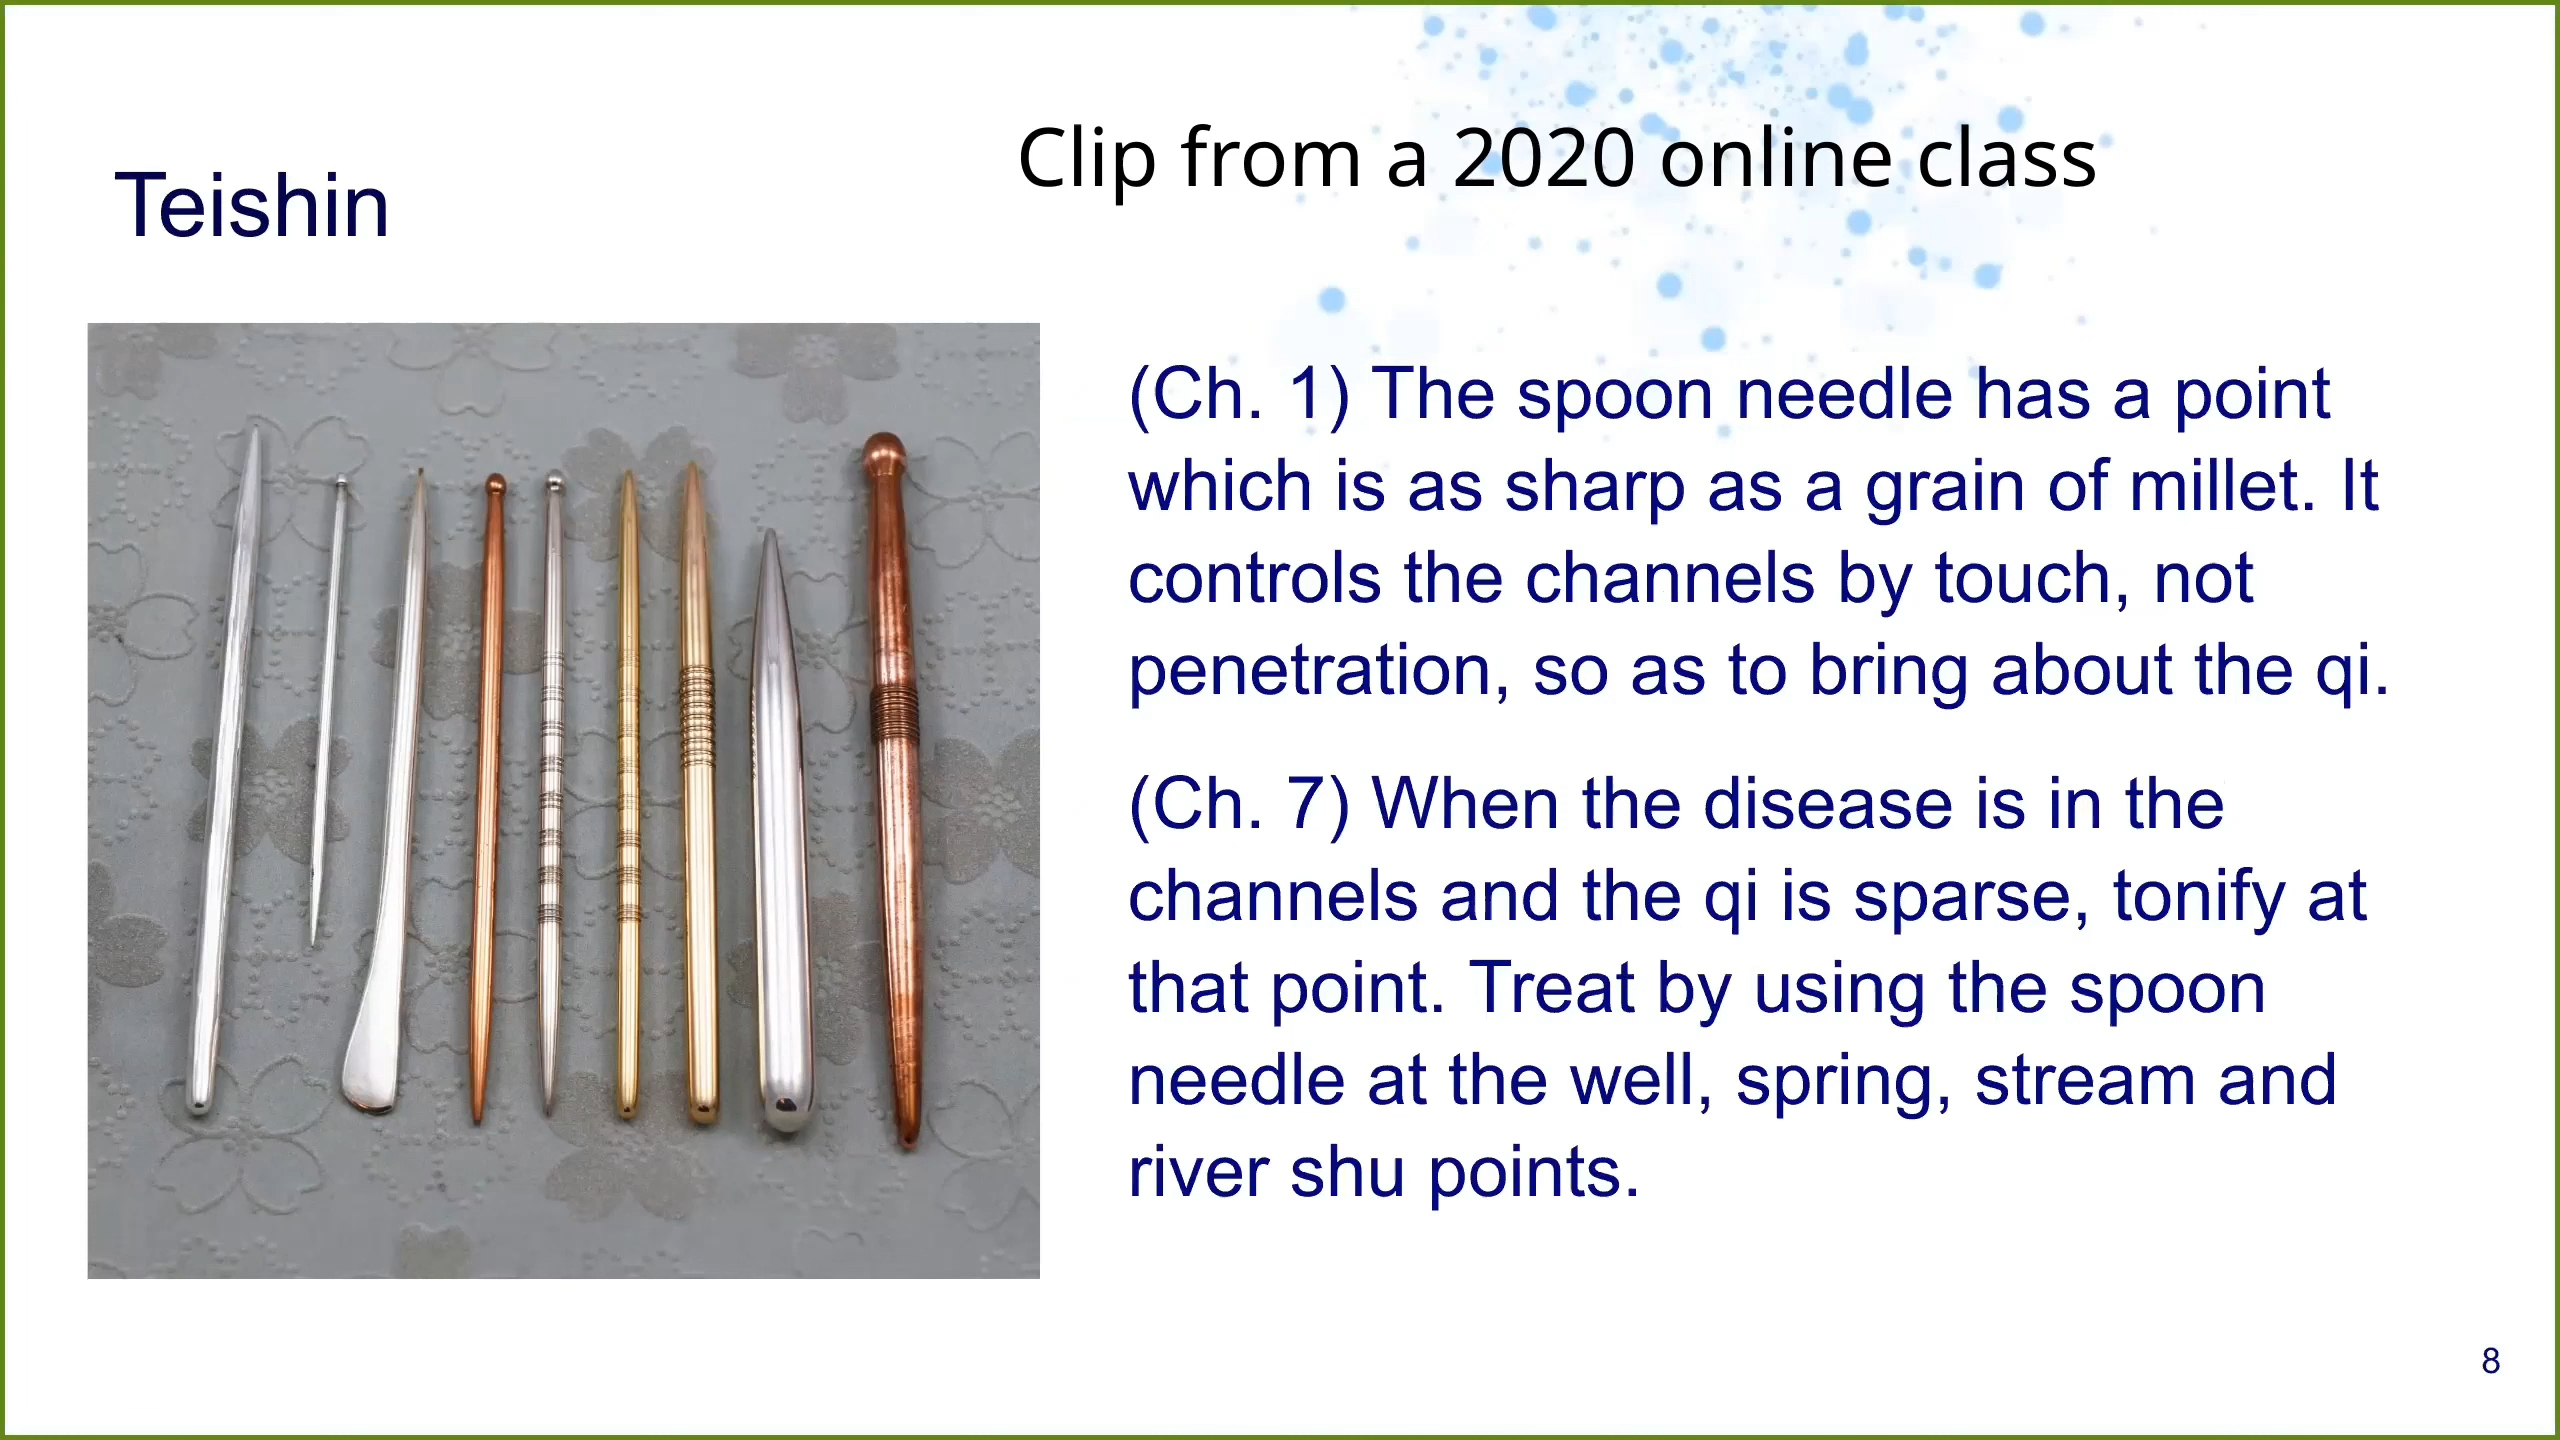 Clip from a 2020 online class
Teishin
(Ch. 1) The spoon needle has a point
which is as sharp as a grain of millet. It
controls the channels by touch, not
penetration, so as to bring about the qi.
(Ch. 7) When the disease is in the
channels and the qi is sparse, tonify at
that point. Treat by using the spoon
needle at the well, spring, stream and
river shu points.
8